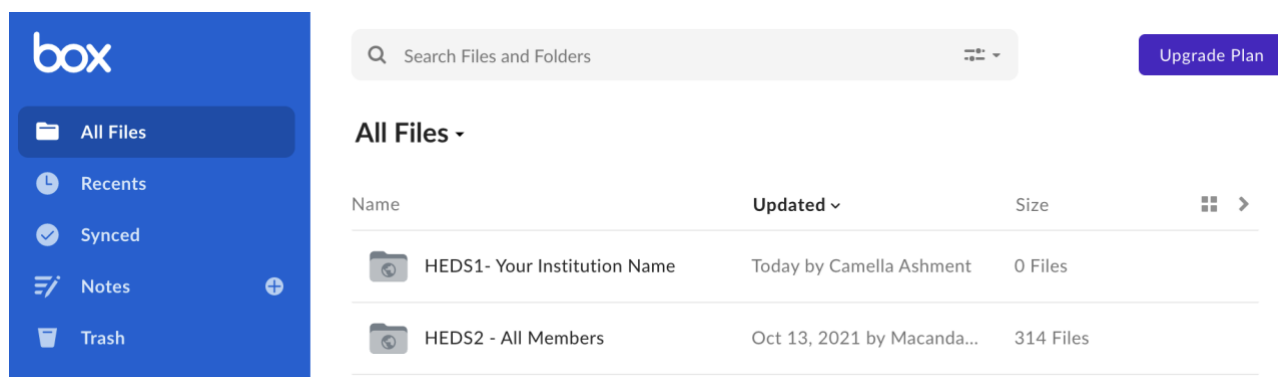 box
Search Files and Folders
Upgrade Plan
All Files
All Files
Recents
Synced
Notes
Trash
Name Updated Size
HEDS1- Your Institution Name Today by Camella Ashment 0 Files
HEDS2 - All Members Oct 13, 2021 by Macanda... 314 Files